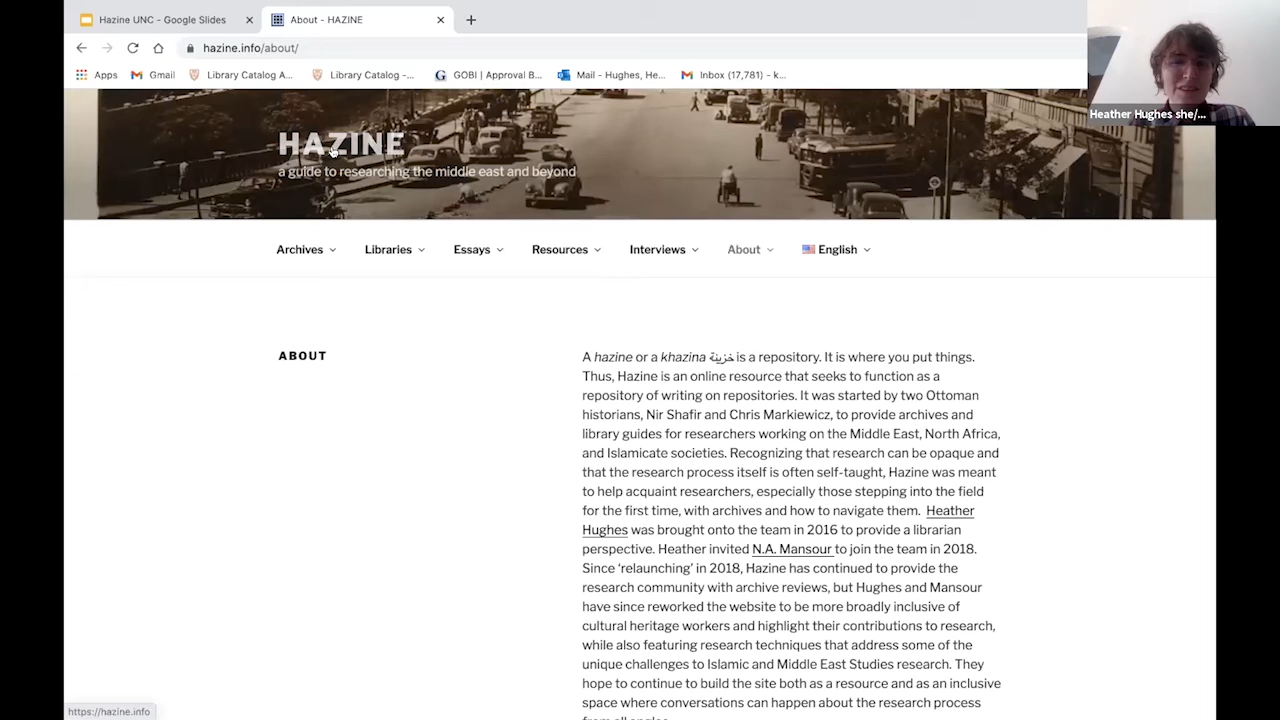 Hazine UNC - Google Slides
About - HAZINE
hazine.info/about/
Apps
Gmail
Library Catalog A...
Library Catalog -...
GOBI | Approval B...
Mail - Hughes, He...
Inbox (17,781) - k...
Heather Hughes she/...
HAZINE
a guide to researching the middle east and beyond
Archives
Libraries
Essays
Resources
Interviews
About
English
ABOUT
A hazine or a khazina خزينة is a repository. It is where you put things.
Thus, Hazine is an online resource that seeks to function as a
repository of writing on repositories. It was started by two Ottoman
historians, Nir Shafir and Chris Markiewicz, to provide archives and
library guides for researchers working on the Middle East, North Africa,
and Islamicate societies. Recognizing that research can be opaque and
that the research process itself is often self-taught, Hazine was meant
to help acquaint researchers, especially those stepping into the field
for the first time, with archives and how to navigate them. Heather
Hughes was brought onto the team in 2016 to provide a librarian
perspective. Heather invited N.A. Mansour to join the team in 2018.
Since ‘relaunching’ in 2018, Hazine has continued to provide the
research community with archive reviews, but Hughes and Mansour
have since reworked the website to be more broadly inclusive of
cultural heritage workers and highlight their contributions to research,
while also featuring research techniques that address some of the
unique challenges to Islamic and Middle East Studies research. They
hope to continue to build the site both as a resource and as an inclusive
space where conversations can happen about the research process
from all angles.
https://hazine.info